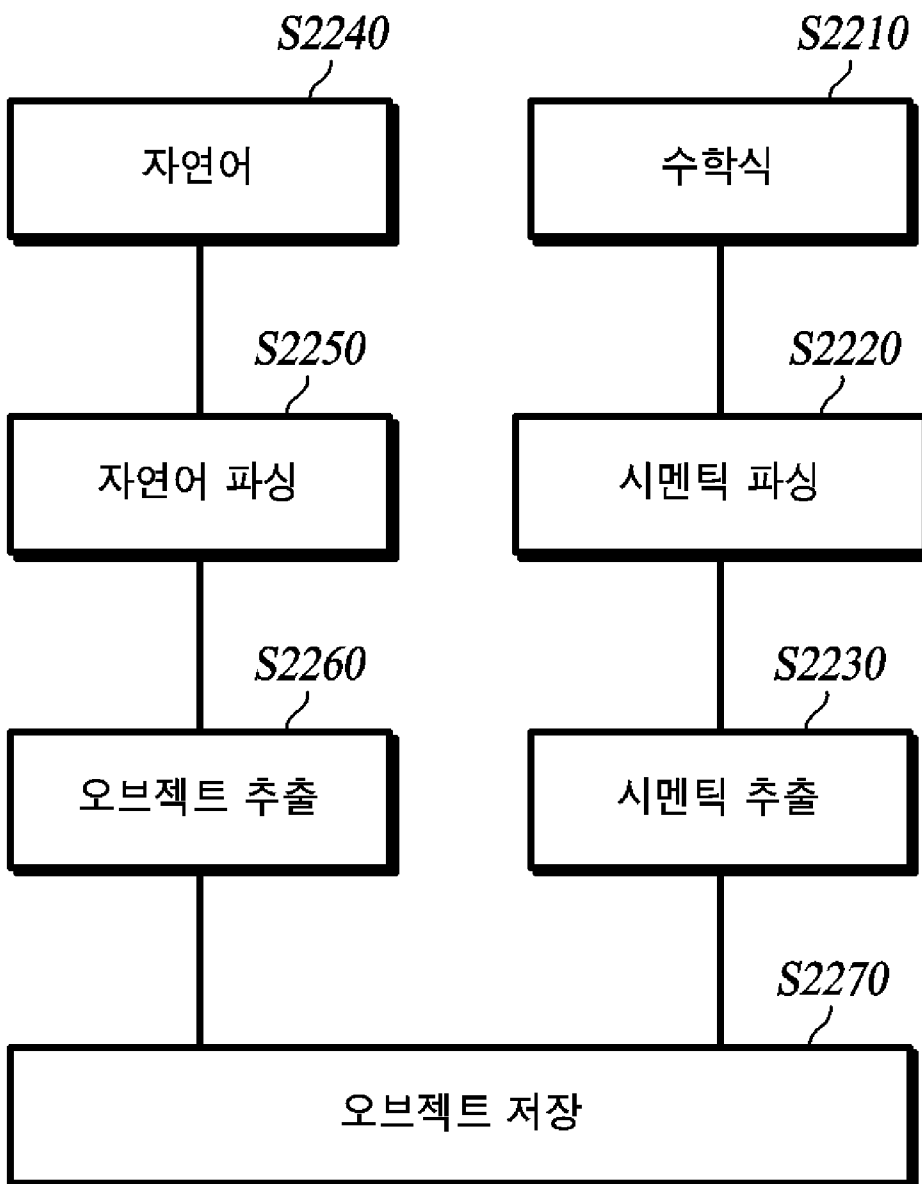 S2240
S2210
자연어
수학식
S2250
S2220
자연어 파싱
시멘틱 파싱
S2260
S2230
오브젝트 추출
시멘틱 추출
S2270
오브젝트 저장